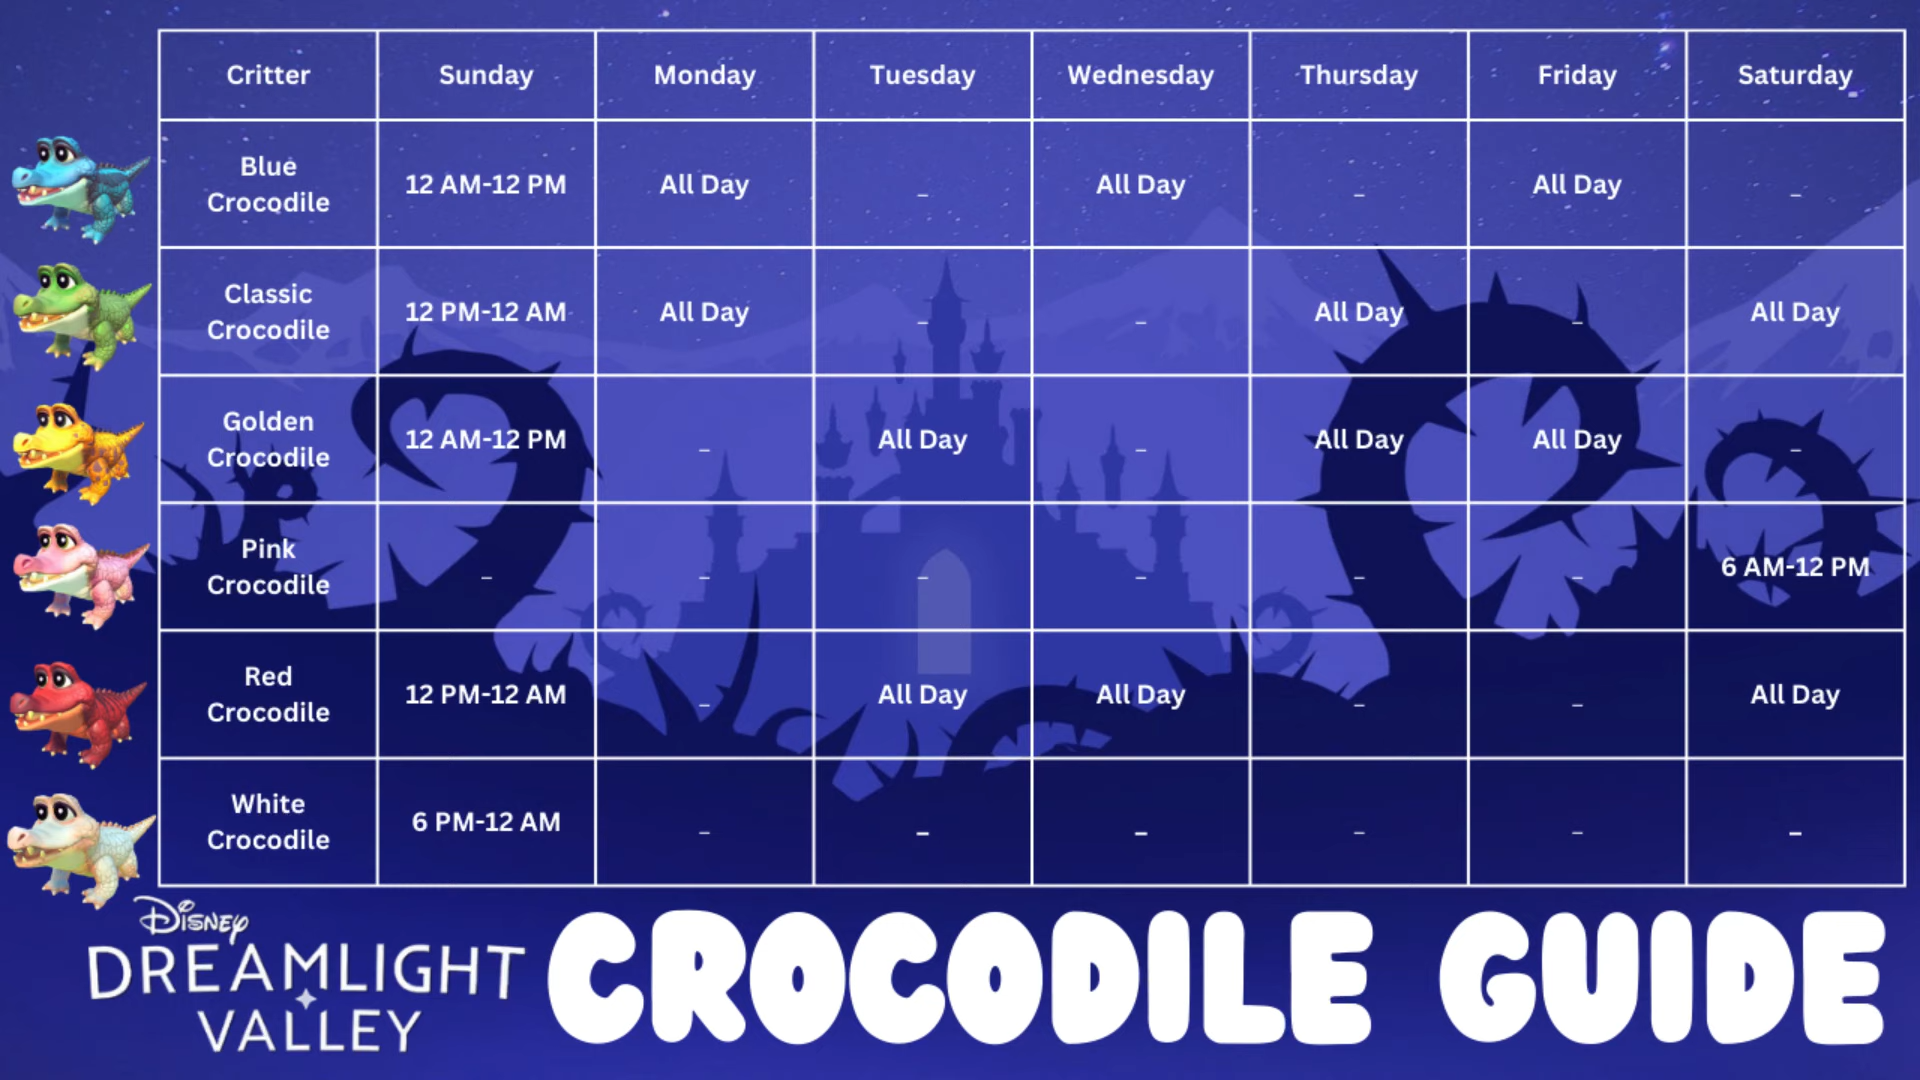 Critter Sunday Monday Tuesday Wednesday Thursday Friday Saturday
Blue
Crocodile
12 AM-12 PM All Day _ All Day _ All Day _
Classic
Crocodile
12 PM-12 AM All Day _ _ All Day _ All Day
Golden
Crocodile
12 AM-12 PM _ All Day _ All Day All Day _
Pink
Crocodile
_ _ _ _ _ _ 6 AM-12 PM
Red
Crocodile
12 PM-12 AM _ All Day All Day _ _ All Day
White
Crocodile
6 PM-12 AM _ _ _ _ _ _
Disney
DREAMLIGHT
VALLEY
CROCODILE GUIDE